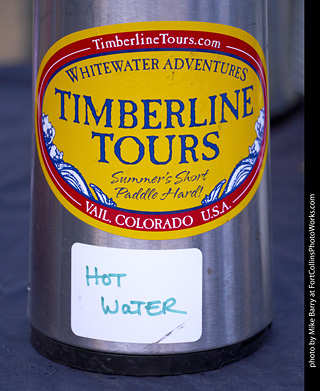 TimberlineTours.com
WHITEWATER ADVENTURES
TIMBERLINE
TOURS
Summer's Short
Paddle Hard!
VAIL, COLORADO U.S.A.
HOT
WATER
photo by Mike Barry at FortCollinsPhotoWorks.com